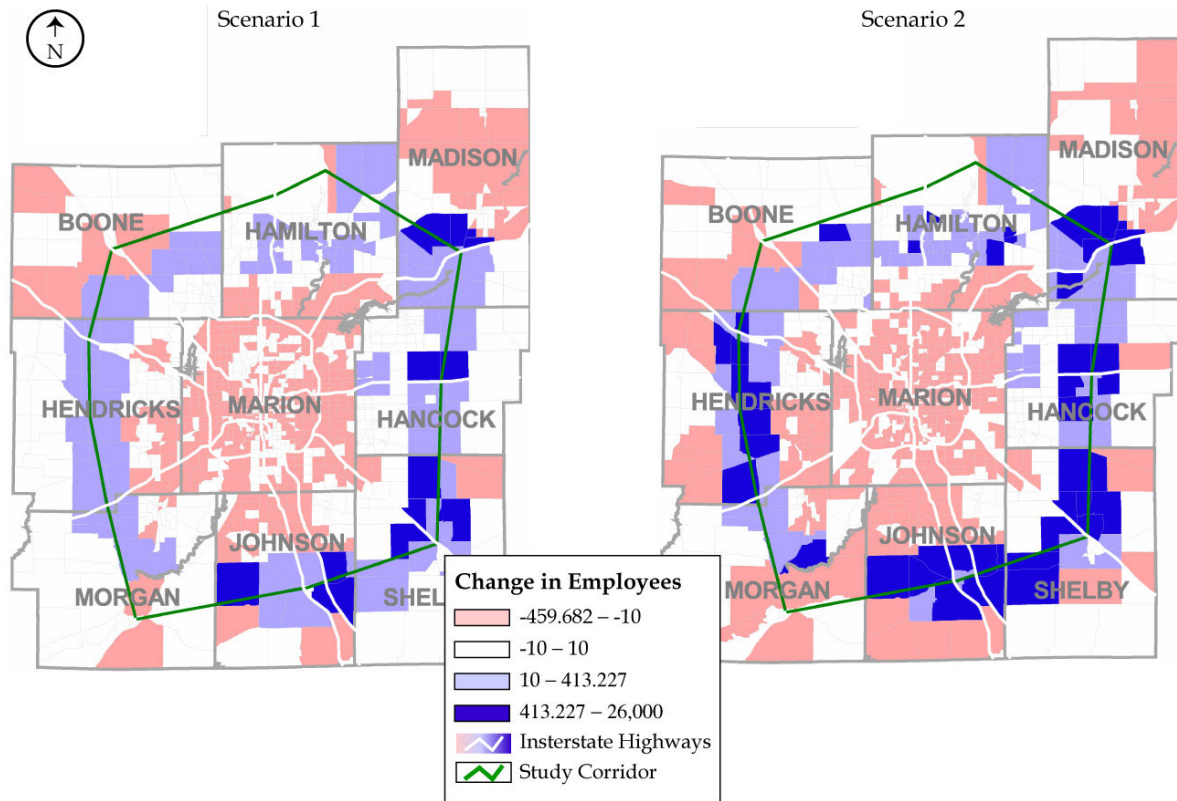 Scenario 1
Scenario 2
N
MADISON
BOONE
HAMILTON
HENDRICKS
MARION
HANCOCK
JOHNSON
MORGAN
SHEL
MADISON
BOONE
HAMILTON
HENDRICKS
MARION
HANCOCK
JOHNSON
MORGAN
SHELBY
Change in Employees
-459.682 – -10
-10 – 10
10 – 413.227
413.227 – 26,000
Insterstate Highways
Study Corridor